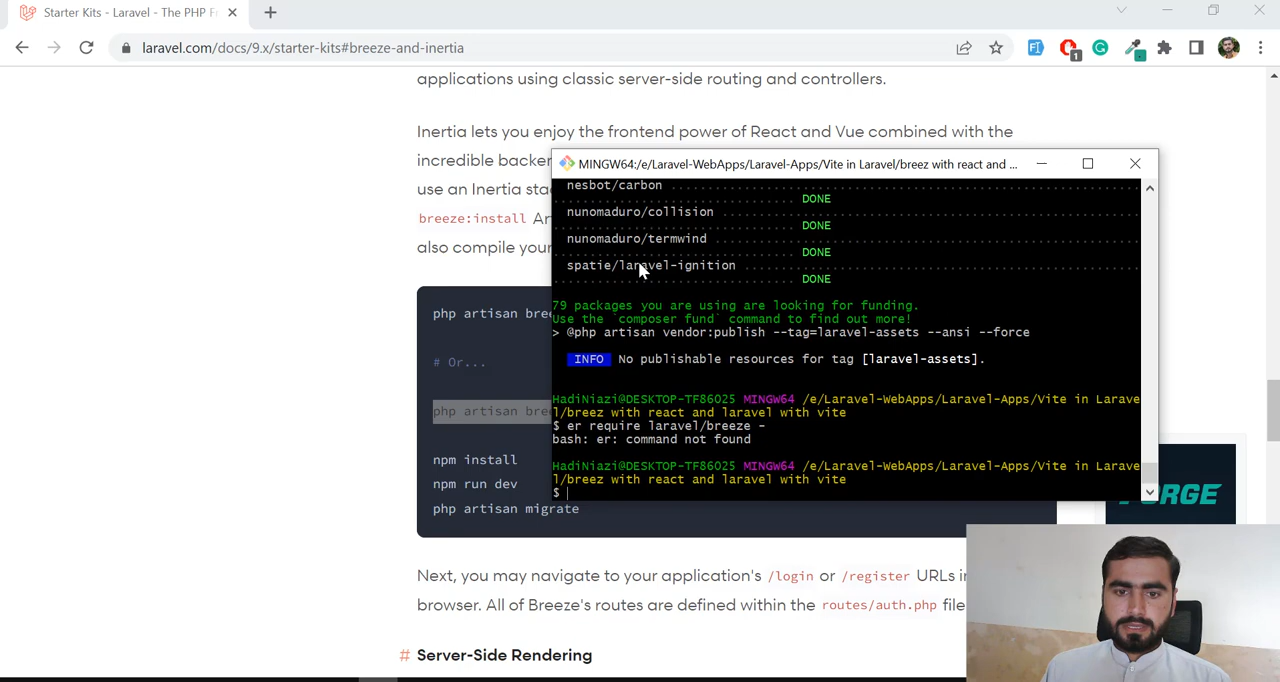 Starter Kits - Laravel - The PHP F
laravel.com/docs/9.x/starter-kits#breeze-and-inertia
1
applications using classic server-side routing and controllers.
Inertia lets you enjoy the frontend power of React and Vue combined with the
incredible backen
use an Inertia sta
breeze:install Ar
also compile your
php artisan bree
# Or...
php artisan bree
npm install
npm run dev
php artisan migrate
MINGW64:/e/Laravel-WebApps/Laravel-Apps/Vite in Laravel/breez with react and ...
nesbot/carbon ........................................
............................. DONE
nunomaduro/collision ........................................
............................. DONE
nunomaduro/termwind ........................................
............................. DONE
spatie/laravel-ignition ........................................
............................. DONE
79 packages you are using are looking for funding.
Use the `composer fund` command to find out more!
> @php artisan vendor:publish --tag=laravel-assets --ansi --force
INFO No publishable resources for tag [laravel-assets].
HadiNiazi@DESKTOP-TF86O25 MINGW64 /e/Laravel-WebApps/Laravel-Apps/Vite in Larave
l/breez with react and laravel with vite
$ er require laravel/breeze -
bash: er: command not found
HadiNiazi@DESKTOP-TF86O25 MINGW64 /e/Laravel-WebApps/Laravel-Apps/Vite in Larave
l/breez with react and laravel with vite
$
ORGE
Next, you may navigate to your application's /login or /register URLs in
browser. All of Breeze's routes are defined within the routes/auth.php file
# Server-Side Rendering